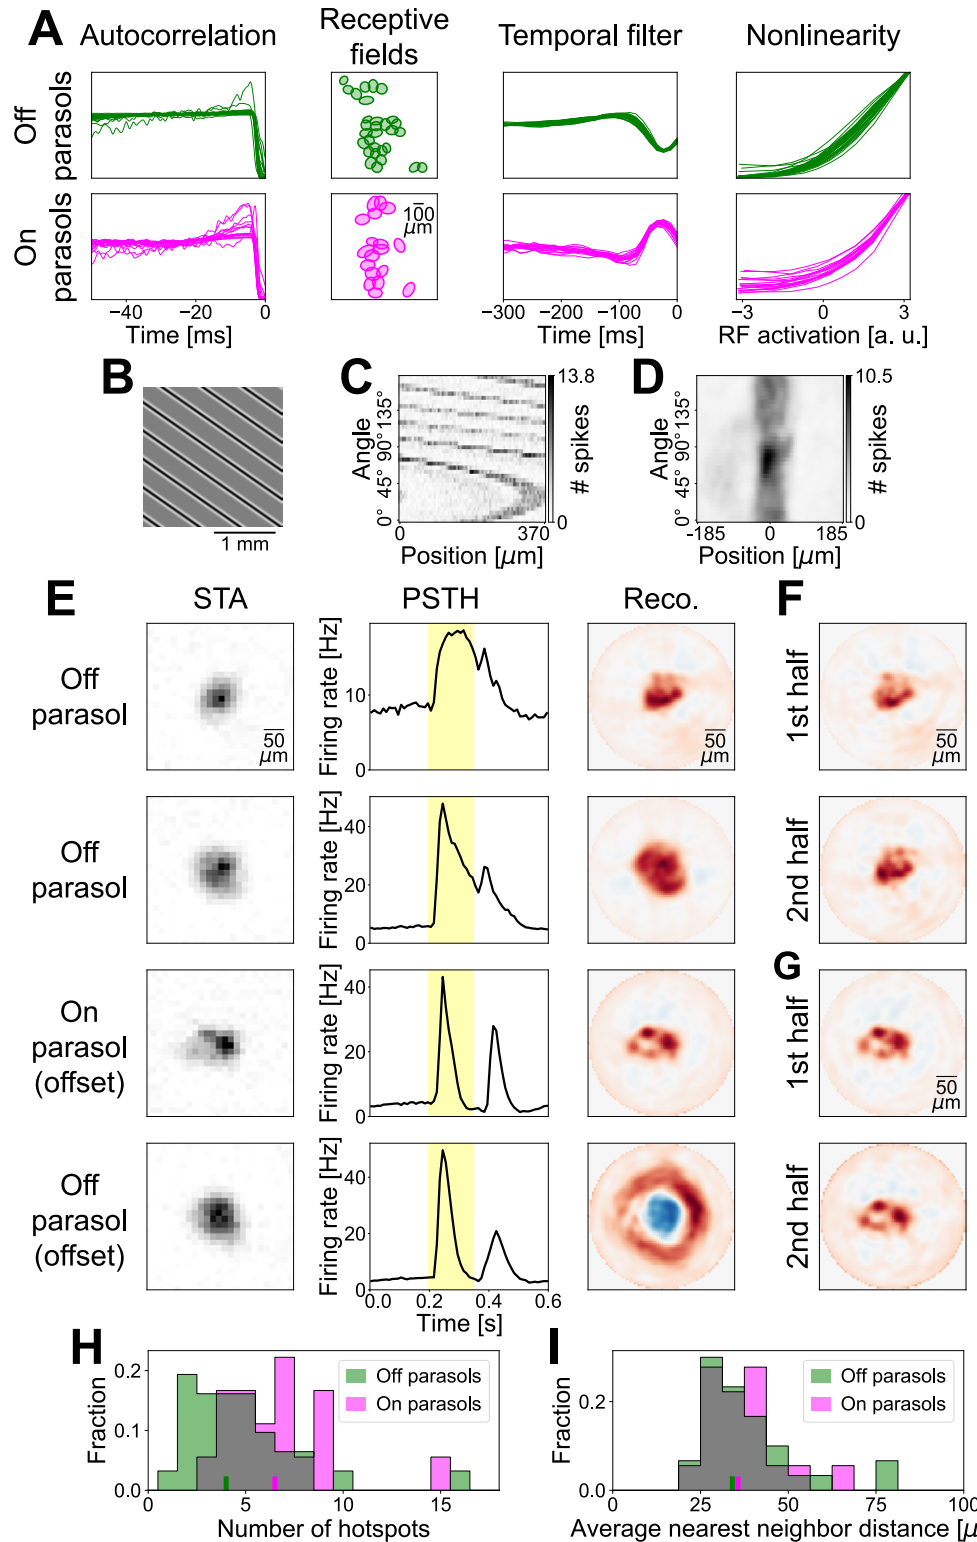 A
Autocorrelation
Receptive
fields
Temporal filter
Nonlinearity
Off
parasols
On
parasols
100
μm
−40
−20
0
Time [ms]
−300
−200
−100
0
Time [ms]
−3
0
3
RF activation [a. u.]
B
1 mm
C
Angle
0°
45°
90°
135°
0
370
Position [μm]
13.8
0
# spikes
D
Angle
0°
45°
90°
135°
-185
0
185
Position [μm]
10.5
0
# spikes
E
STA
PSTH
Reco.
Off
parasol
50
μm
Firing rate [Hz]
10
0
50
μm
Off
parasol
Firing rate [Hz]
40
20
0
On
parasol
(offset)
Firing rate [Hz]
40
20
0
Off
parasol
(offset)
Firing rate [Hz]
40
20
0
0.0
0.2
0.4
0.6
Time [s]
F
1st half
50
μm
2nd half
G
1st half
50
μm
2nd half
H
Fraction
0.2
0.1
0.0
0
5
10
15
Number of hotspots
Off parasols
On parasols
I
Fraction
0.2
0.0
0
25
50
75
100
Average nearest neighbor distance [μ
Off parasols
On parasols